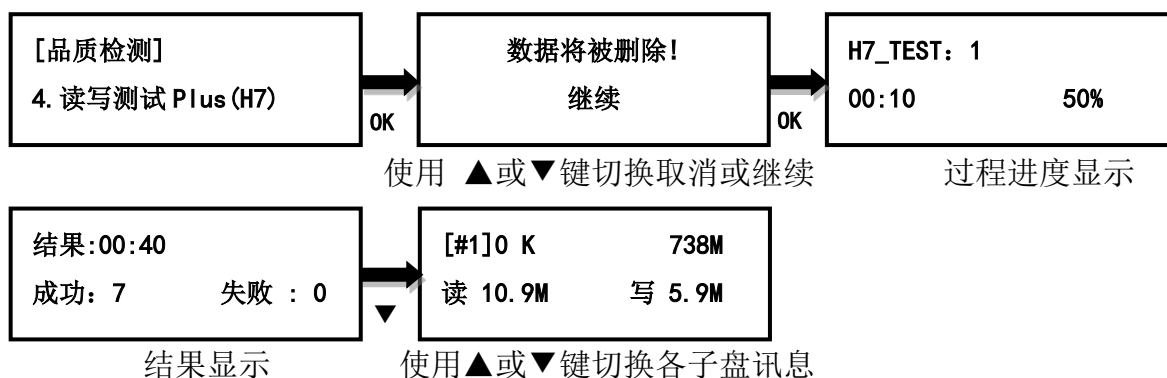 [品质检测]
4.读写测试Plus(H7)
OK
数据将被删除!
继续
OK
H7_TEST: 1
00:10 50%
使用 ▲或▼键切换取消或继续
过程进度显示
结果:00:40
成功: 7 失败 : 0
▼
[#1]0 K 738M
读 10.9M 写 5.9M
结果显示
使用▲或▼键切换各子盘讯息